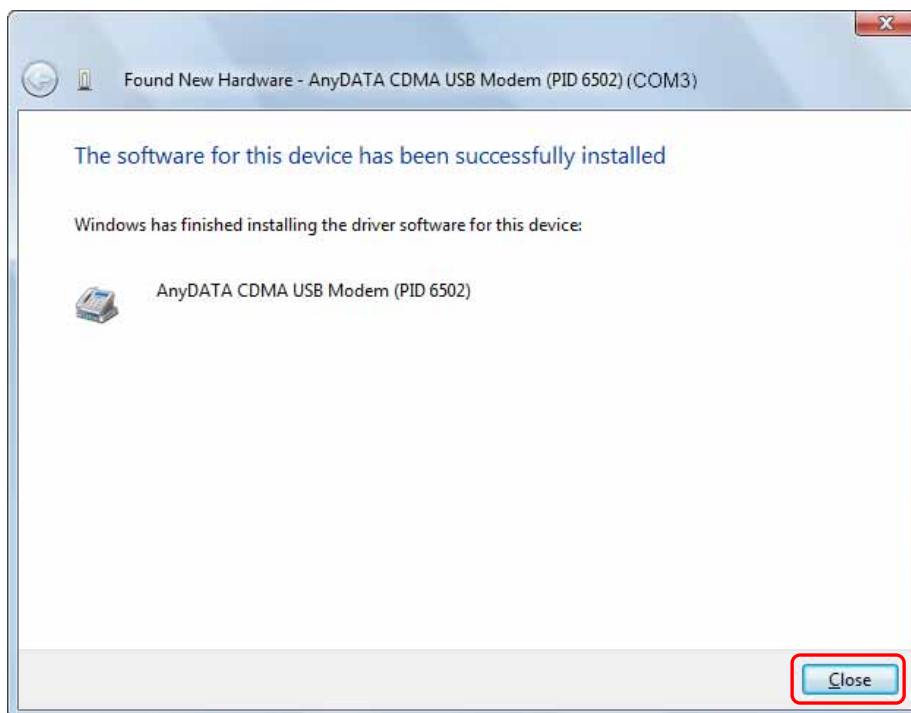 Found New Hardware - AnyDATA CDMA USB Modem (PID 6502) (COM3)
The software for this device has been successfully installed
Windows has finished installing the driver software for this device:
AnyDATA CDMA USB Modem (PID 6502)
Close